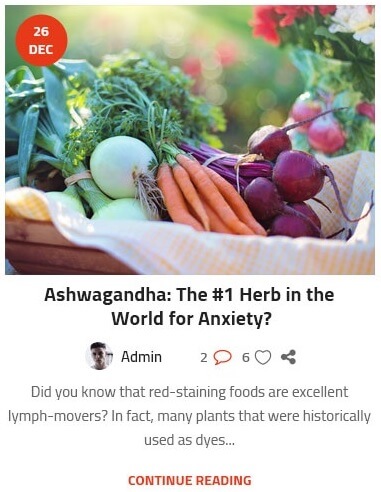 26
DEC
Ashwagandha: The #1 Herb in the
World for Anxiety?
Admin 2 6
Did you know that red-staining foods are excellent
lymph-movers? In fact, many plants that were historically
used as dyes...
CONTINUE READING